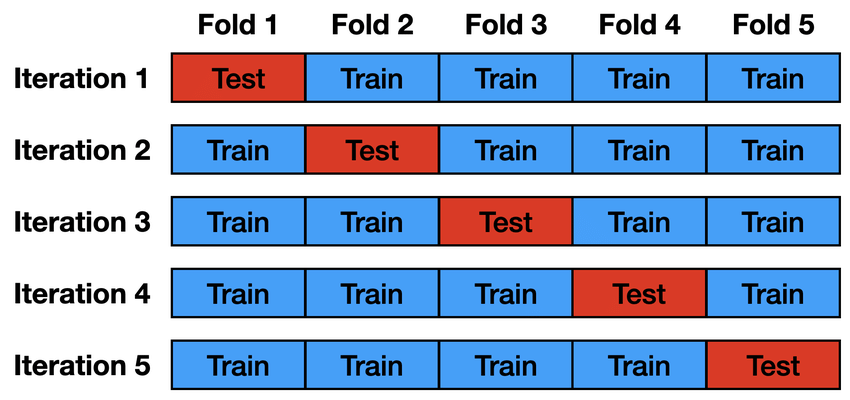 Fold 1 Fold 2 Fold 3 Fold 4 Fold 5
Iteration 1 Test Train Train Train Train
Iteration 2 Train Test Train Train Train
Iteration 3 Train Train Test Train Train
Iteration 4 Train Train Train Test Train
Iteration 5 Train Train Train Train Test